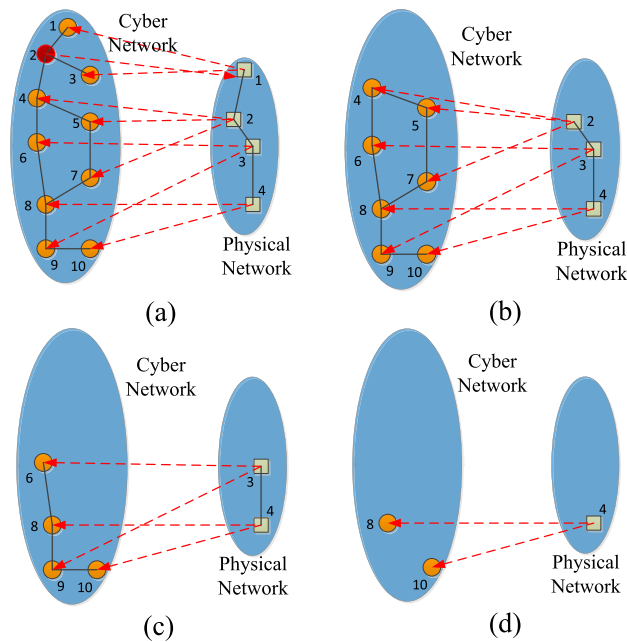 Cyber
Network
1
2
3
4
5
6
7
8
9
10
1
2
3
4
Physical
Network
(a)
Cyber
Network
4
5
6
7
8
9
10
2
3
4
Physical
Network
(b)
Cyber
Network
6
8
9
10
3
4
Physical
Network
(c)
Cyber
Network
8
10
4
Physical
Network
(d)